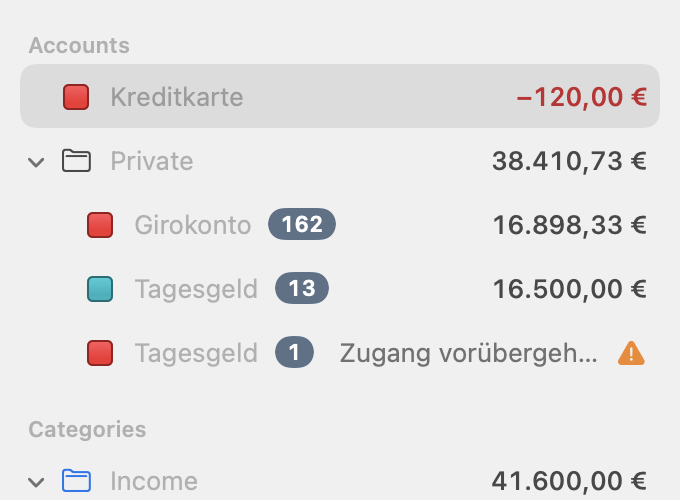 Accounts
Kreditkarte −120,00 €
Private 38.410,73 €
Girokonto 162 16.898,33 €
Tagesgeld 13 16.500,00 €
Tagesgeld 1 Zugang vorübergeh...
Categories
Income 41.600,00 €